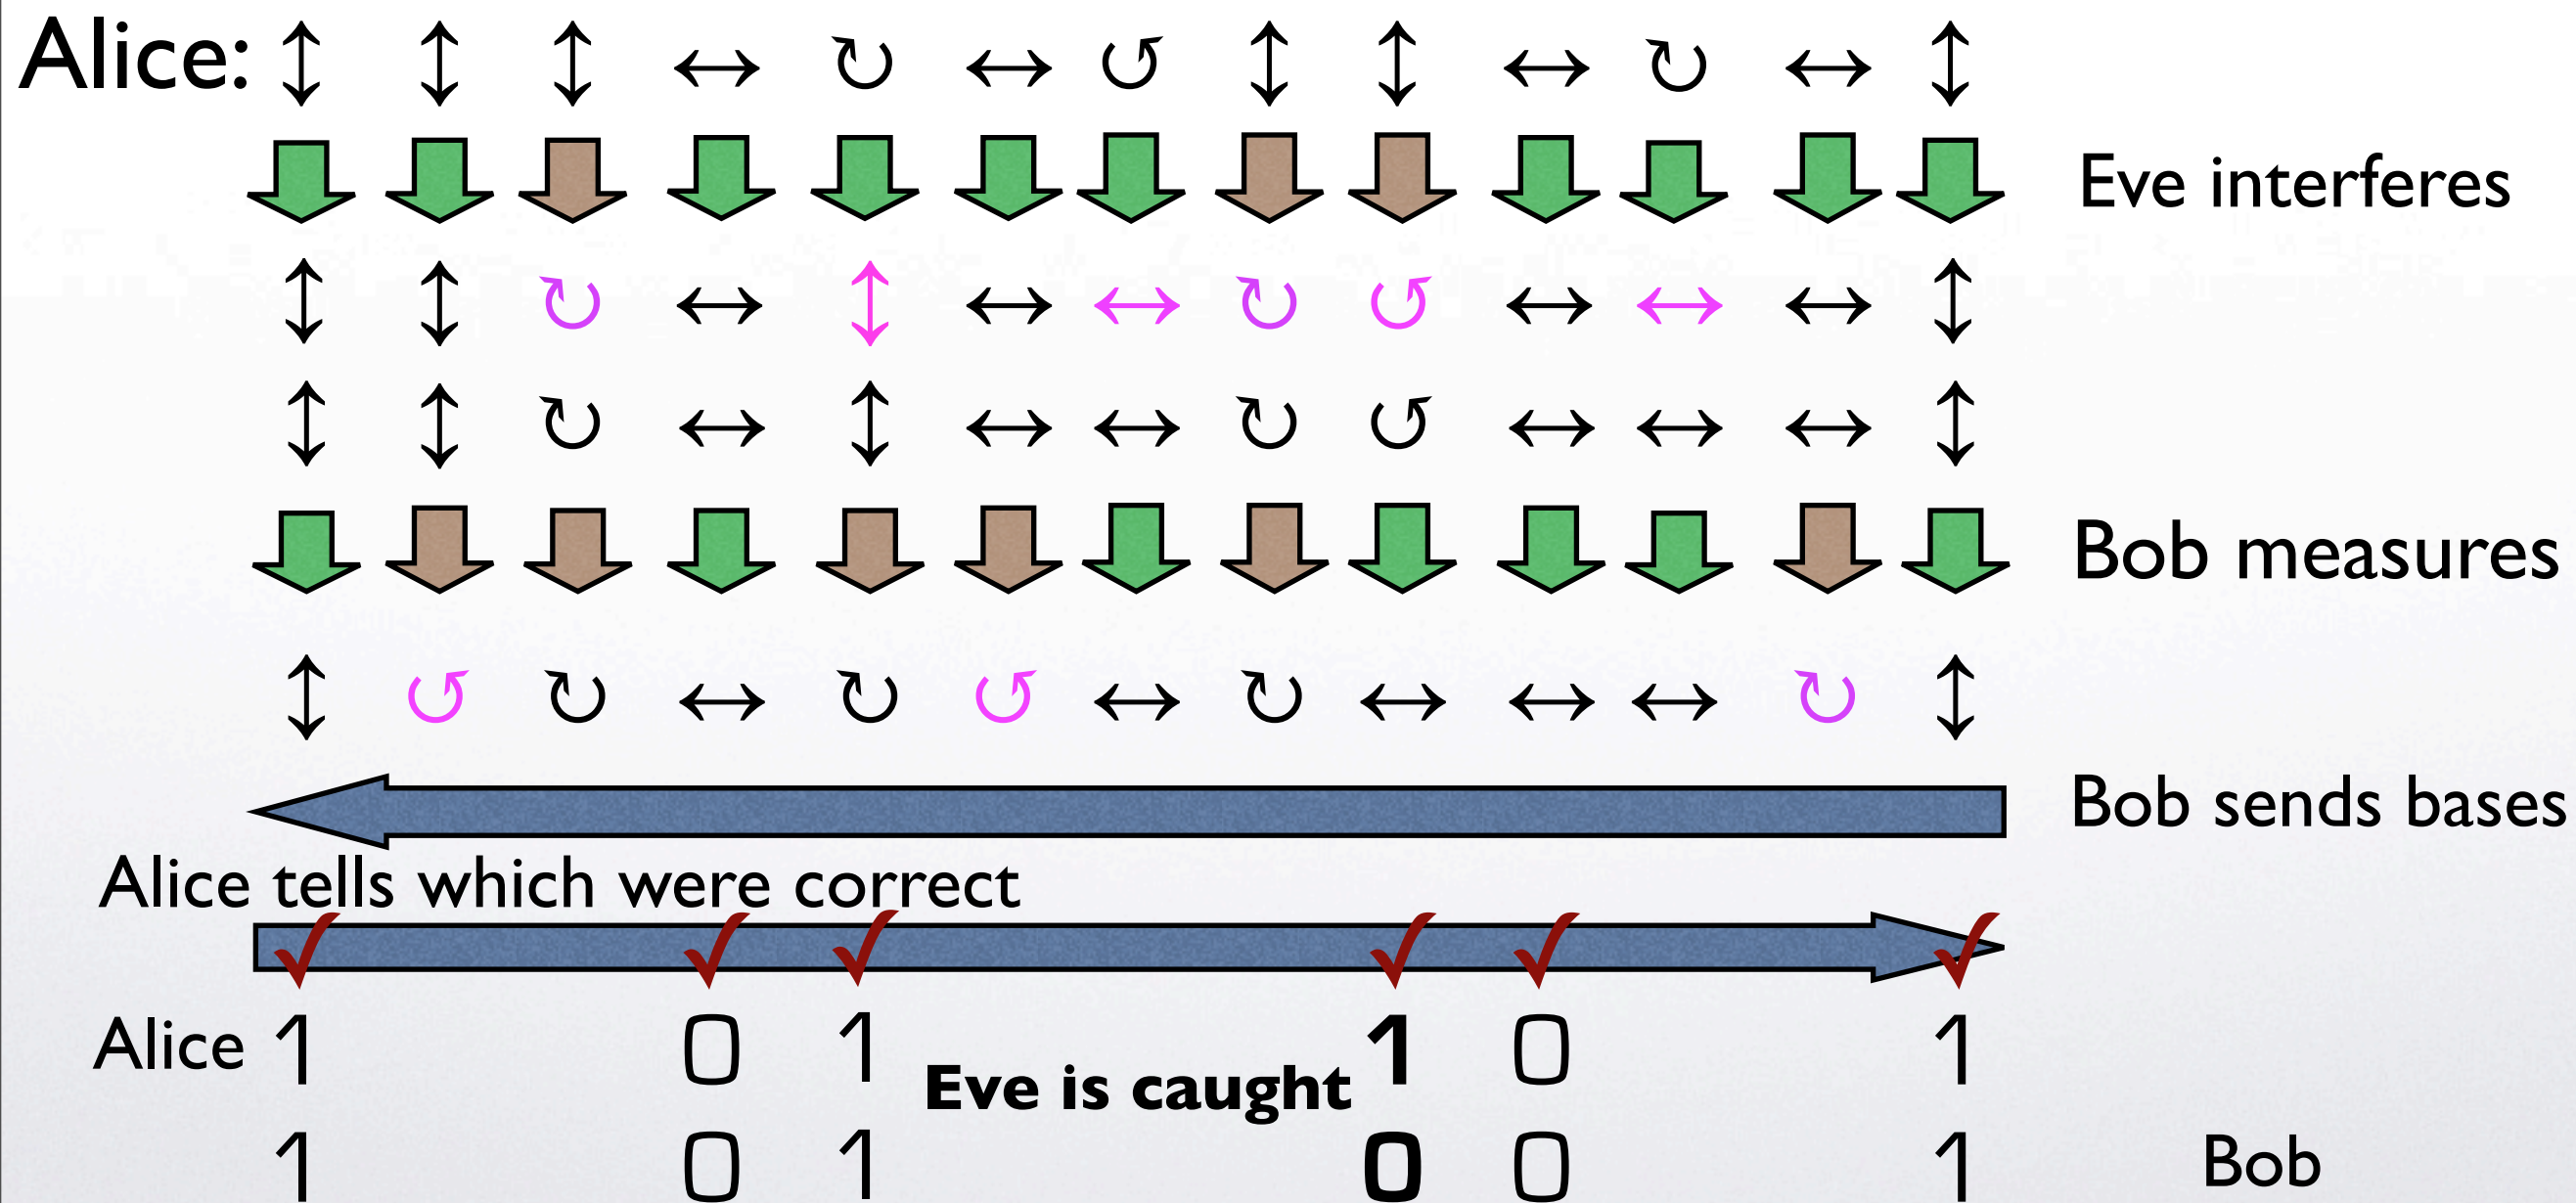 Alice:
Eve interferes
Bob measures
Bob sends bases
Alice tells which were correct
Alice 1 0 1 1 0 1
Eve is caught
1 0 1 0 0 1 Bob